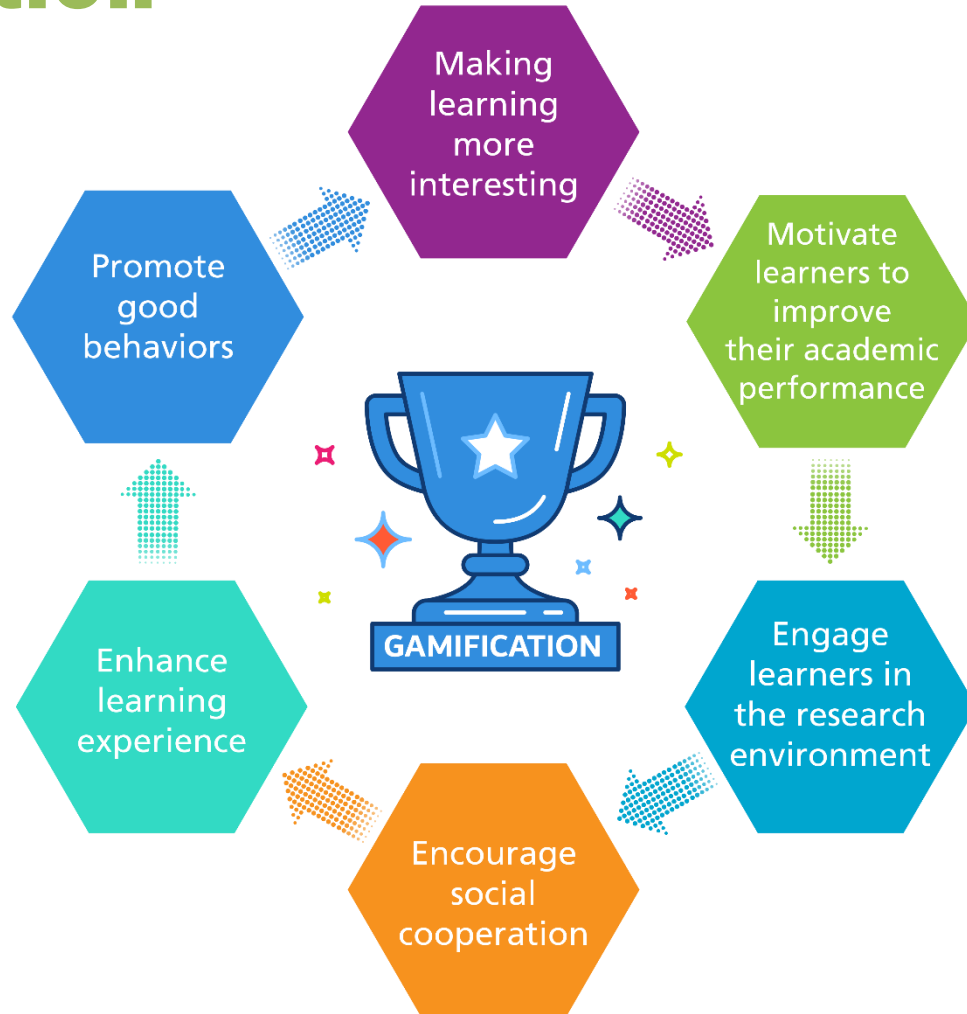 Making
learning
more
interesting
Motivate
learners to
improve
their academic
performance
Engage
learners in
the research
environment
Encourage
social
cooperation
Enhance
learning
experience
Promote
good
behaviors
GAMIFICATION